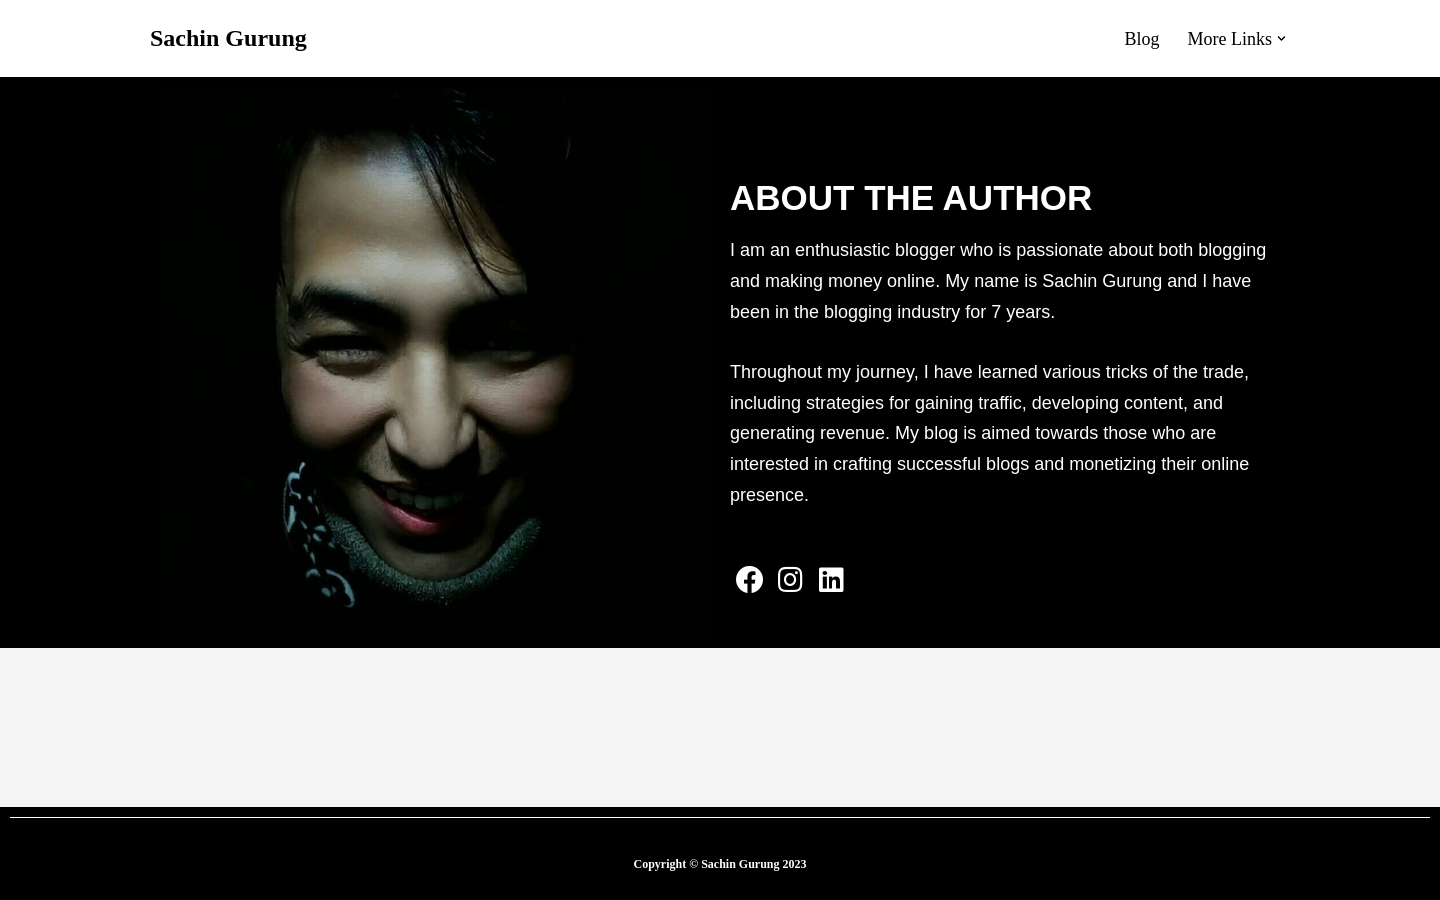 Sachin Gurung
Blog
More Links
ABOUT THE AUTHOR
I am an enthusiastic blogger who is passionate about both blogging
and making money online. My name is Sachin Gurung and I have
been in the blogging industry for 7 years.
Throughout my journey, I have learned various tricks of the trade,
including strategies for gaining traffic, developing content, and
generating revenue. My blog is aimed towards those who are
interested in crafting successful blogs and monetizing their online
presence.
Copyright © Sachin Gurung 2023